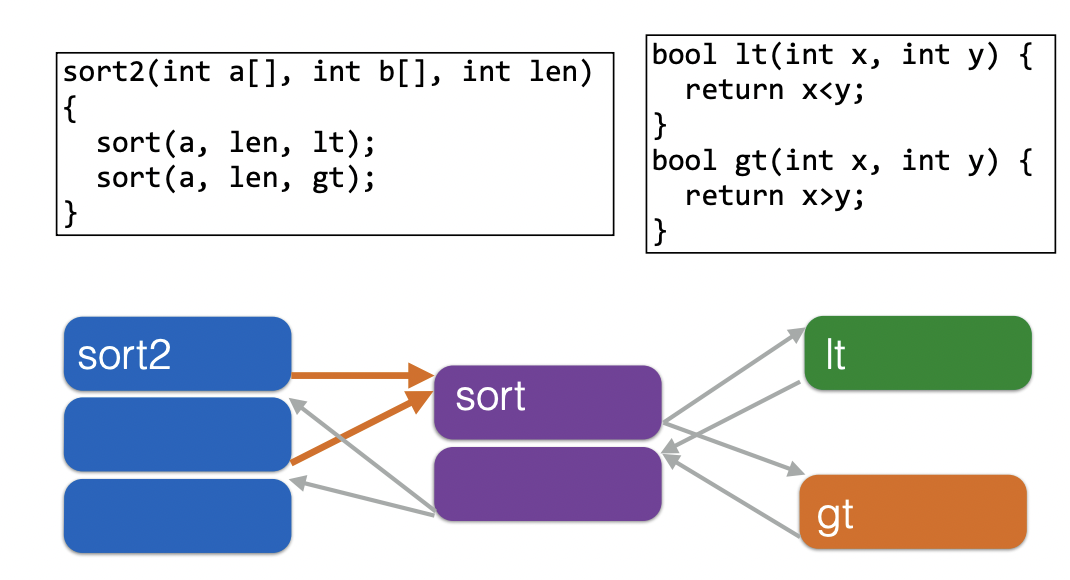 sort2(int a[], int b[], int len)
{
  sort(a, len, lt);
  sort(a, len, gt);
}
bool lt(int x, int y) {
  return x<y;
}
bool gt(int x, int y) {
  return x>y;
}
sort2
sort
lt
gt